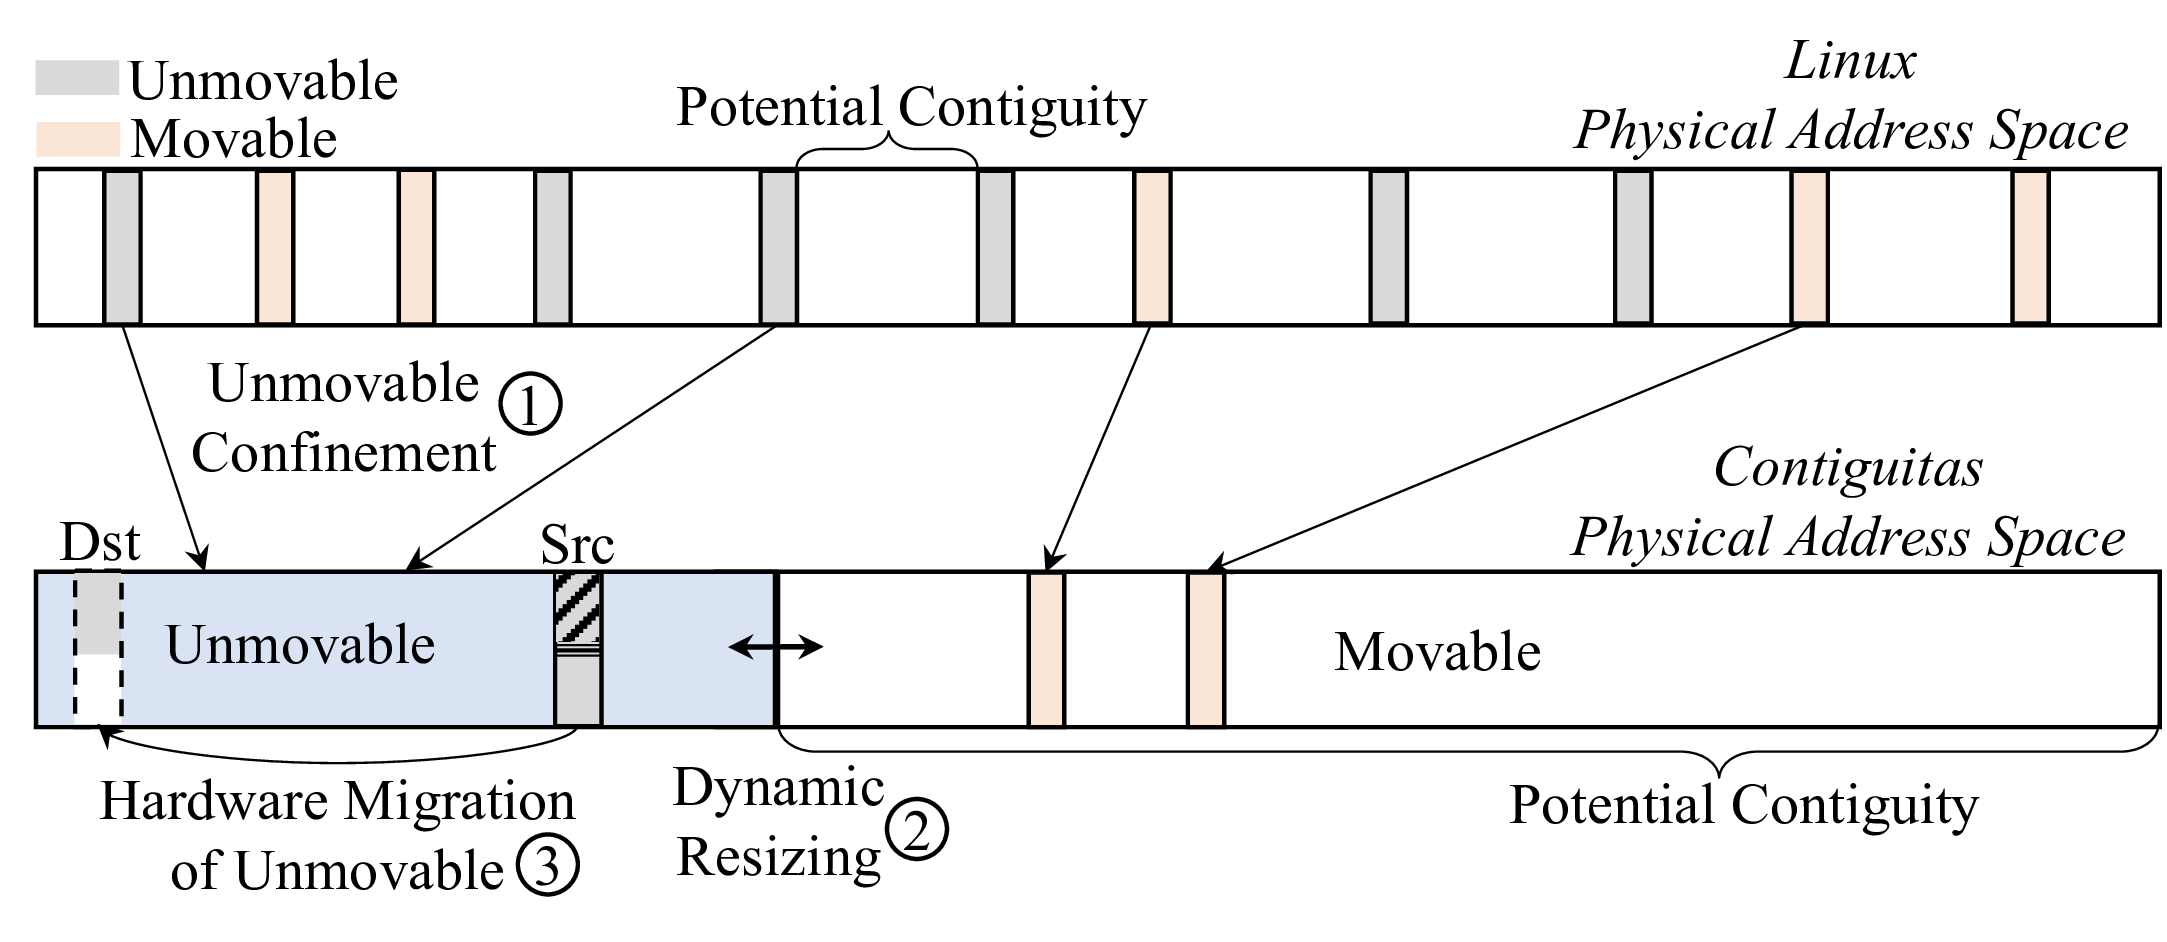 Unmovable
Movable
Potential Contiguity
Linux
Physical Address Space
Unmovable
Confinement
1
Contiguitas
Physical Address Space
Dst
Src
Unmovable
Movable
Hardware Migration
of Unmovable
3
Dynamic
Resizing
2
Potential Contiguity